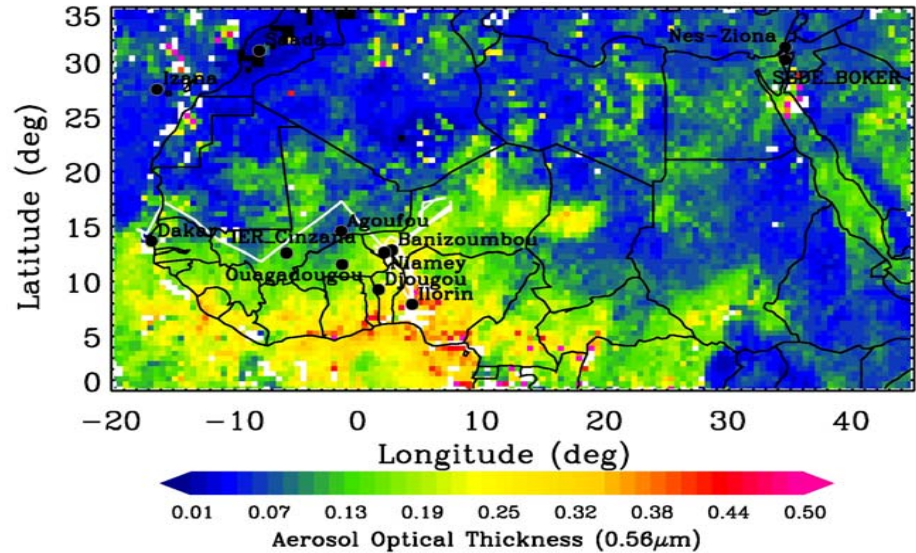 35
30
25
20
15
10
5
0
Latitude (deg)
Saada
Nes-Ziona
Izana
SEDE_BOKER
Dakar
IER_Cinzana
Agoufou
Banizoumbou
Niamey
Ouagadougou
Djougou
Ilorin
-20 -10 0 10 20 30 40
Longitude (deg)
0.01 0.07 0.13 0.19 0.25 0.32 0.38 0.44 0.50
Aerosol Optical Thickness (0.56μm)